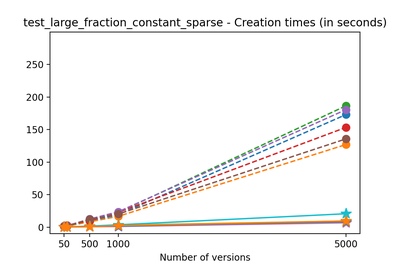 test_large_fraction_constant_sparse - Creation times (in seconds)
250
200
150
100
50
0
50 500 1000 5000
Number of versions